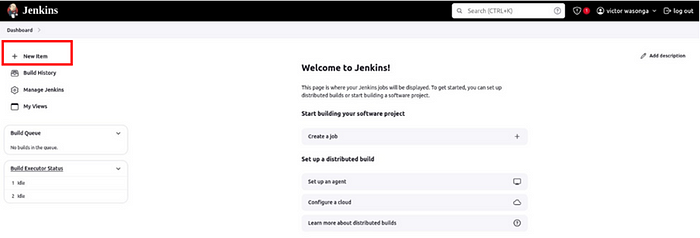 Jenkins
Search (CTRL+K)
1
victor wasonga
log out
Dashboard
New Item
Build History
Manage Jenkins
My Views
Build Queue
No builds in the queue.
Build Executor Status
1 Idle
2 Idle
Add description
Welcome to Jenkins!
This page is where your Jenkins jobs will be displayed. To get started, you can set up
distributed builds or start building a software project.
Start building your software project
Create a job
Set up a distributed build
Set up an agent
Configure a cloud
Learn more about distributed builds